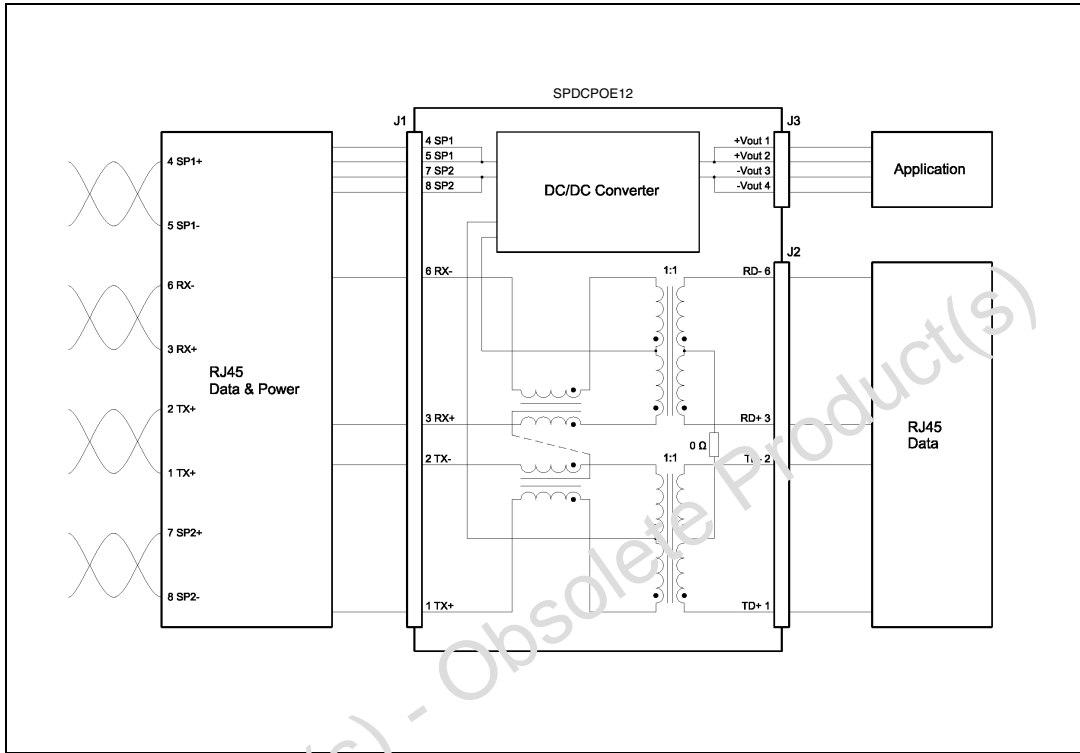 SPDCPOE12
J1
J3
4 SP1+
5 SP1-
6 RX-
3 RX+
RJ45
Data & Power
2 TX+
1 TX+
7 SP2+
8 SP2-
4 SP1
5 SP1
7 SP2
8 SP2
DC/DC Converter
+Vout 1
+Vout 2
-Vout 3
-Vout 4
Application
J2
6 RX-
1:1
RD- 6
3 RX+
RD+ 3
0 Ω
2 TX-
1:1
2
1 TX+
TD+ 1
RJ45
Data
(s) - Obsolete Product(s)